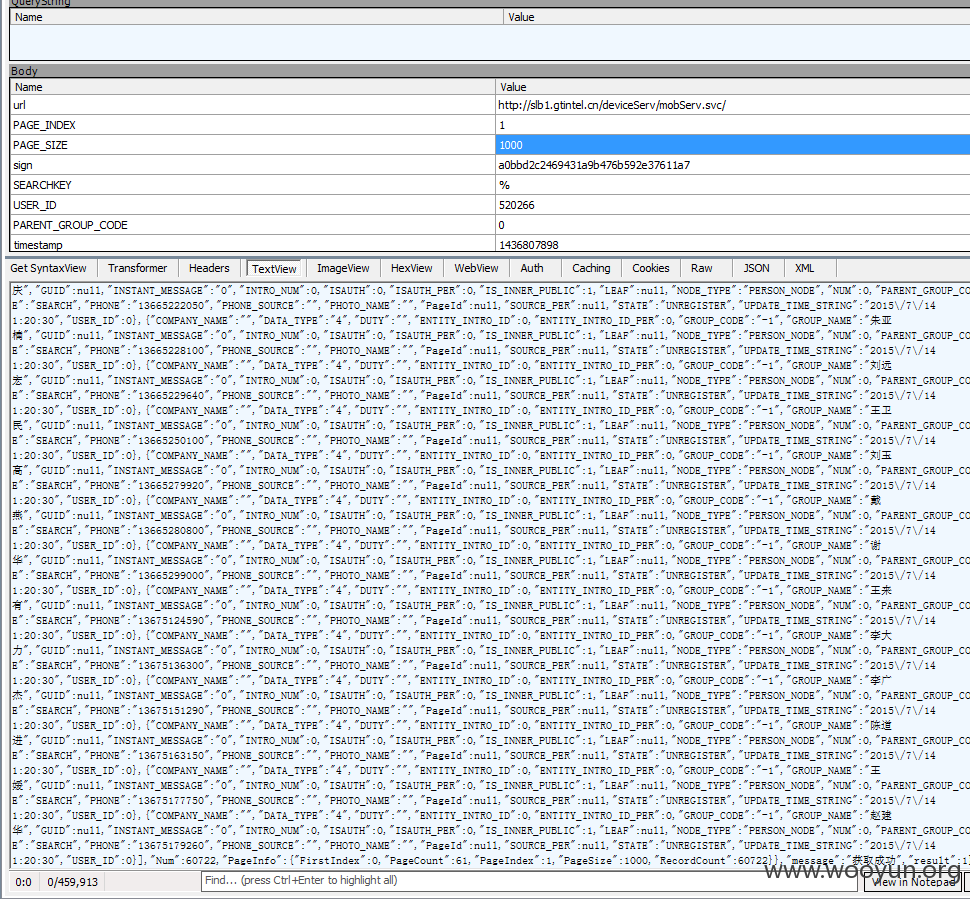 QueryString
Name Value
Body
Name Value
url http://slb1.gtintel.cn/deviceServ/mobServ.svc/
PAGE_INDEX 1
PAGE_SIZE 1000
sign a0bbd2c2469431a9b476b592e37611a7
SEARCHKEY %
USER_ID 520266
PARENT_GROUP_CODE 0
timestamp 1436807898
Get SyntaxView Transformer Headers TextView ImageView HexView WebView Auth Caching Cookies Raw JSON XML
庆","GUID":null,"INSTANT_MESSAGE":"0","INTRO_NUM":0,"ISAUTH":0,"ISAUTH_PER":0,"IS_INNER_PUBLIC":1,"LEAF":null,"NODE_TYPE":"PERSON_NODE","NUM":0,"PARENT_GROUP_CO
E":"SEARCH","PHONE":"13665222050","PHONE_SOURCE":"","PHOTO_NAME":"","PageId":null,"SOURCE_PER":null,"STATE":"UNREGISTER","UPDATE_TIME_STRING":"2015\/7\/14
1:20:30","USER_ID":0},{"COMPANY_NAME":"","DATA_TYPE":"4","DUTY":"","ENTITY_INTRO_ID":0,"ENTITY_INTRO_ID_PER":0,"GROUP_CODE":"-1","GROUP_NAME":"朱亚
楠","GUID":null,"INSTANT_MESSAGE":"0","INTRO_NUM":0,"ISAUTH":0,"ISAUTH_PER":0,"IS_INNER_PUBLIC":1,"LEAF":null,"NODE_TYPE":"PERSON_NODE","NUM":0,"PARENT_GROUP_CO
E":"SEARCH","PHONE":"13665228100","PHONE_SOURCE":"","PHOTO_NAME":"","PageId":null,"SOURCE_PER":null,"STATE":"UNREGISTER","UPDATE_TIME_STRING":"2015\/7\/14
1:20:30","USER_ID":0},{"COMPANY_NAME":"","DATA_TYPE":"4","DUTY":"","ENTITY_INTRO_ID":0,"ENTITY_INTRO_ID_PER":0,"GROUP_CODE":"-1","GROUP_NAME":"刘远
宏","GUID":null,"INSTANT_MESSAGE":"0","INTRO_NUM":0,"ISAUTH":0,"ISAUTH_PER":0,"IS_INNER_PUBLIC":1,"LEAF":null,"NODE_TYPE":"PERSON_NODE","NUM":0,"PARENT_GROUP_CO
E":"SEARCH","PHONE":"13665229640","PHONE_SOURCE":"","PHOTO_NAME":"","PageId":null,"SOURCE_PER":null,"STATE":"UNREGISTER","UPDATE_TIME_STRING":"2015\/7\/14
1:20:30","USER_ID":0},{"COMPANY_NAME":"","DATA_TYPE":"4","DUTY":"","ENTITY_INTRO_ID":0,"ENTITY_INTRO_ID_PER":0,"GROUP_CODE":"-1","GROUP_NAME":"王卫
民","GUID":null,"INSTANT_MESSAGE":"0","INTRO_NUM":0,"ISAUTH":0,"ISAUTH_PER":0,"IS_INNER_PUBLIC":1,"LEAF":null,"NODE_TYPE":"PERSON_NODE","NUM":0,"PARENT_GROUP_CO
E":"SEARCH","PHONE":"13665250100","PHONE_SOURCE":"","PHOTO_NAME":"","PageId":null,"SOURCE_PER":null,"STATE":"UNREGISTER","UPDATE_TIME_STRING":"2015\/7\/14
1:20:30","USER_ID":0},{"COMPANY_NAME":"","DATA_TYPE":"4","DUTY":"","ENTITY_INTRO_ID":0,"ENTITY_INTRO_ID_PER":0,"GROUP_CODE":"-1","GROUP_NAME":"刘玉
高","GUID":null,"INSTANT_MESSAGE":"0","INTRO_NUM":0,"ISAUTH":0,"ISAUTH_PER":0,"IS_INNER_PUBLIC":1,"LEAF":null,"NODE_TYPE":"PERSON_NODE","NUM":0,"PARENT_GROUP_CO
E":"SEARCH","PHONE":"13665279920","PHONE_SOURCE":"","PHOTO_NAME":"","PageId":null,"SOURCE_PER":null,"STATE":"UNREGISTER","UPDATE_TIME_STRING":"2015\/7\/14
1:20:30","USER_ID":0},{"COMPANY_NAME":"","DATA_TYPE":"4","DUTY":"","ENTITY_INTRO_ID":0,"ENTITY_INTRO_ID_PER":0,"GROUP_CODE":"-1","GROUP_NAME":"戴
燕","GUID":null,"INSTANT_MESSAGE":"0","INTRO_NUM":0,"ISAUTH":0,"ISAUTH_PER":0,"IS_INNER_PUBLIC":1,"LEAF":null,"NODE_TYPE":"PERSON_NODE","NUM":0,"PARENT_GROUP_CO
E":"SEARCH","PHONE":"13665280800","PHONE_SOURCE":"","PHOTO_NAME":"","PageId":null,"SOURCE_PER":null,"STATE":"UNREGISTER","UPDATE_TIME_STRING":"2015\/7\/14
1:20:30","USER_ID":0},{"COMPANY_NAME":"","DATA_TYPE":"4","DUTY":"","ENTITY_INTRO_ID":0,"ENTITY_INTRO_ID_PER":0,"GROUP_CODE":"-1","GROUP_NAME":"谢
华","GUID":null,"INSTANT_MESSAGE":"0","INTRO_NUM":0,"ISAUTH":0,"ISAUTH_PER":0,"IS_INNER_PUBLIC":1,"LEAF":null,"NODE_TYPE":"PERSON_NODE","NUM":0,"PARENT_GROUP_CO
E":"SEARCH","PHONE":"13665299000","PHONE_SOURCE":"","PHOTO_NAME":"","PageId":null,"SOURCE_PER":null,"STATE":"UNREGISTER","UPDATE_TIME_STRING":"2015\/7\/14
1:20:30","USER_ID":0},{"COMPANY_NAME":"","DATA_TYPE":"4","DUTY":"","ENTITY_INTRO_ID":0,"ENTITY_INTRO_ID_PER":0,"GROUP_CODE":"-1","GROUP_NAME":"王来
有","GUID":null,"INSTANT_MESSAGE":"0","INTRO_NUM":0,"ISAUTH":0,"ISAUTH_PER":0,"IS_INNER_PUBLIC":1,"LEAF":null,"NODE_TYPE":"PERSON_NODE","NUM":0,"PARENT_GROUP_CO
E":"SEARCH","PHONE":"13675124590","PHONE_SOURCE":"","PHOTO_NAME":"","PageId":null,"SOURCE_PER":null,"STATE":"UNREGISTER","UPDATE_TIME_STRING":"2015\/7\/14
1:20:30","USER_ID":0},{"COMPANY_NAME":"","DATA_TYPE":"4","DUTY":"","ENTITY_INTRO_ID":0,"ENTITY_INTRO_ID_PER":0,"GROUP_CODE":"-1","GROUP_NAME":"李大
力","GUID":null,"INSTANT_MESSAGE":"0","INTRO_NUM":0,"ISAUTH":0,"ISAUTH_PER":0,"IS_INNER_PUBLIC":1,"LEAF":null,"NODE_TYPE":"PERSON_NODE","NUM":0,"PARENT_GROUP_CO
E":"SEARCH","PHONE":"13675136300","PHONE_SOURCE":"","PHOTO_NAME":"","PageId":null,"SOURCE_PER":null,"STATE":"UNREGISTER","UPDATE_TIME_STRING":"2015\/7\/14
1:20:30","USER_ID":0},{"COMPANY_NAME":"","DATA_TYPE":"4","DUTY":"","ENTITY_INTRO_ID":0,"ENTITY_INTRO_ID_PER":0,"GROUP_CODE":"-1","GROUP_NAME":"李广
杰","GUID":null,"INSTANT_MESSAGE":"0","INTRO_NUM":0,"ISAUTH":0,"ISAUTH_PER":0,"IS_INNER_PUBLIC":1,"LEAF":null,"NODE_TYPE":"PERSON_NODE","NUM":0,"PARENT_GROUP_CO
E":"SEARCH","PHONE":"13675151290","PHONE_SOURCE":"","PHOTO_NAME":"","PageId":null,"SOURCE_PER":null,"STATE":"UNREGISTER","UPDATE_TIME_STRING":"2015\/7\/14
1:20:30","USER_ID":0},{"COMPANY_NAME":"","DATA_TYPE":"4","DUTY":"","ENTITY_INTRO_ID":0,"ENTITY_INTRO_ID_PER":0,"GROUP_CODE":"-1","GROUP_NAME":"陈道
进","GUID":null,"INSTANT_MESSAGE":"0","INTRO_NUM":0,"ISAUTH":0,"ISAUTH_PER":0,"IS_INNER_PUBLIC":1,"LEAF":null,"NODE_TYPE":"PERSON_NODE","NUM":0,"PARENT_GROUP_CO
E":"SEARCH","PHONE":"13675163150","PHONE_SOURCE":"","PHOTO_NAME":"","PageId":null,"SOURCE_PER":null,"STATE":"UNREGISTER","UPDATE_TIME_STRING":"2015\/7\/14
1:20:30","USER_ID":0},{"COMPANY_NAME":"","DATA_TYPE":"4","DUTY":"","ENTITY_INTRO_ID":0,"ENTITY_INTRO_ID_PER":0,"GROUP_CODE":"-1","GROUP_NAME":"王
媛","GUID":null,"INSTANT_MESSAGE":"0","INTRO_NUM":0,"ISAUTH":0,"ISAUTH_PER":0,"IS_INNER_PUBLIC":1,"LEAF":null,"NODE_TYPE":"PERSON_NODE","NUM":0,"PARENT_GROUP_CO
E":"SEARCH","PHONE":"13675177750","PHONE_SOURCE":"","PHOTO_NAME":"","PageId":null,"SOURCE_PER":null,"STATE":"UNREGISTER","UPDATE_TIME_STRING":"2015\/7\/14
1:20:30","USER_ID":0},{"COMPANY_NAME":"","DATA_TYPE":"4","DUTY":"","ENTITY_INTRO_ID":0,"ENTITY_INTRO_ID_PER":0,"GROUP_CODE":"-1","GROUP_NAME":"赵建
华","GUID":null,"INSTANT_MESSAGE":"0","INTRO_NUM":0,"ISAUTH":0,"ISAUTH_PER":0,"IS_INNER_PUBLIC":1,"LEAF":null,"NODE_TYPE":"PERSON_NODE","NUM":0,"PARENT_GROUP_CO
E":"SEARCH","PHONE":"13675179260","PHONE_SOURCE":"","PHOTO_NAME":"","PageId":null,"SOURCE_PER":null,"STATE":"UNREGISTER","UPDATE_TIME_STRING":"2015\/7\/14
1:20:30","USER_ID":0}],"Num":60722,"PageInfo":{"FirstIndex":0,"PageCount":61,"PageIndex":1,"PageSize":1000,"RecordCount":60722}},"message":"获取成功","result":1
www.wooyun.org
0:0 0/459,913 Find... (press Ctrl+Enter to highlight all) View in Notepad